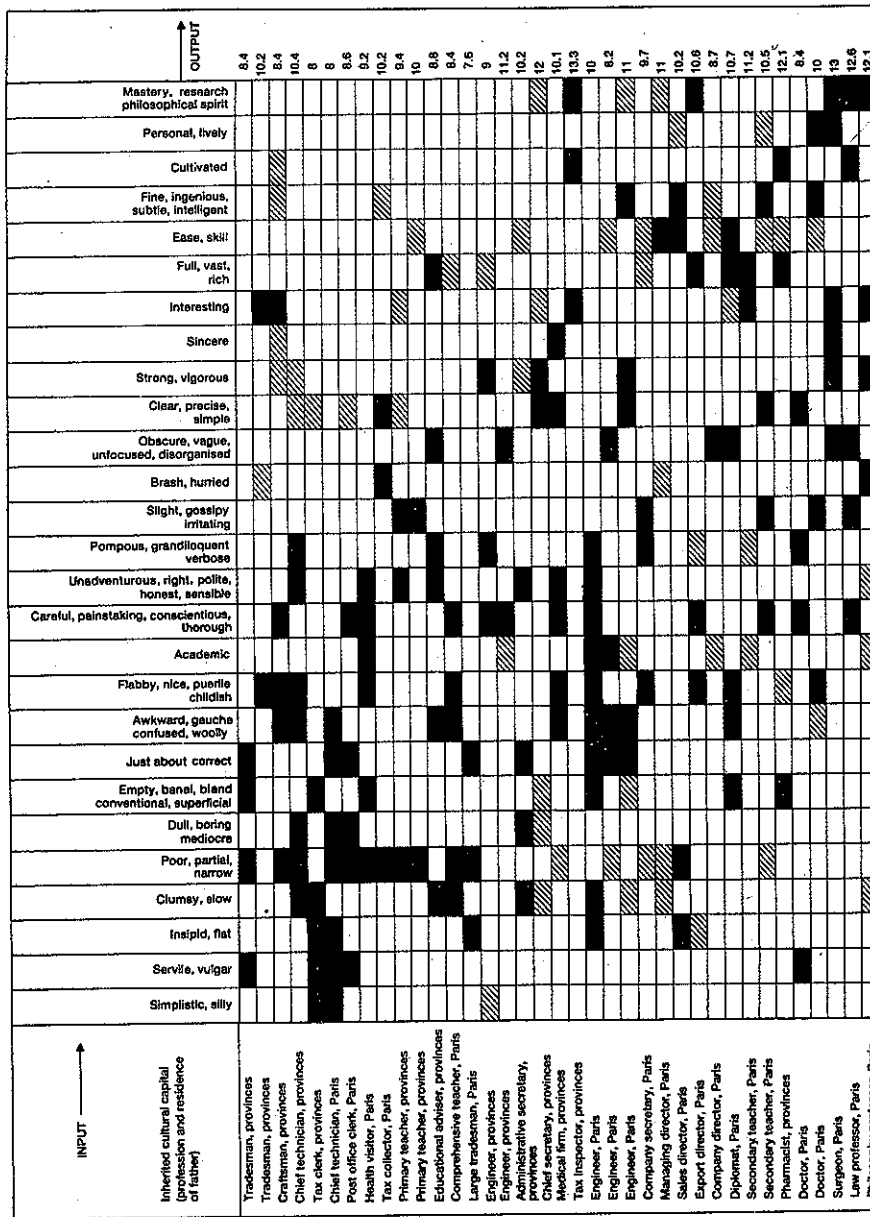 OUTPUT
8.4
10.2
8.4
10.4
8
8
8.6
9.2
10.2
9.4
10
8.8
8.4
7.5
9
11.2
10.2
12
10.1
13.3
10
8.2
11
9.7
11
10.2
10.6
8.7
10.7
11.2
10.5
12.1
8.4
10
13
12.6
12.1
Mastery, research
philosophical spirit
Personal, lively
Cultivated
Fine, ingenious,
subtle, intelligent
Ease, skill
Full, vast,
rich
Interesting
Sincere
Strong, vigorous
Clear, precise,
simple
Obscure, vague,
unfocused, disorganised
Brash, hurried
Slight, gossipy
irritating
Pompous, grandiloquent
verbose
Unadventurous, right, polite,
honest, sensible
Careful, painstaking, conscientious,
thorough
Academic
Flabby, nice, puerile
childish
Awkward, gauche
confused, woolly
Just about correct
Empty, banal, bland
conventional, superficial
Dull, boring
mediocre
Poor, partial,
narrow
Clumsy, slow
Insipid, flat
Servile, vulgar
Simplistic, silly
INPUT
Inherited cultural capital
(profession and residence
of father)
Tradesman, provinces
Tradesman, provinces
Craftsman, provinces
Chief technician, provinces
Tax clerk, provinces
Chief technician, Paris
Post office clerk, Paris
Health visitor, Paris
Tax collector, Paris
Primary teacher, provinces
Primary teacher, provinces
Educational adviser, provinces
Comprehensive teacher, Paris
Large tradesman, Paris
Engineer, provinces
Engineer, provinces
Administrative secretary,
provinces
Chief secretary, provinces
Medical firm, provinces
Tax Inspector, provinces
Engineer, Paris
Engineer, Paris
Engineer, Paris
Company secretary, Paris
Managing director, Paris
Sales director, Paris
Export director, Paris
Company director, Paris
Diplomat, Paris
Secondary teacher, Paris
Secondary teacher, Paris
Pharmacist, provinces
Doctor, Paris
Doctor, Paris
Surgeon, Paris
Law professor, Paris